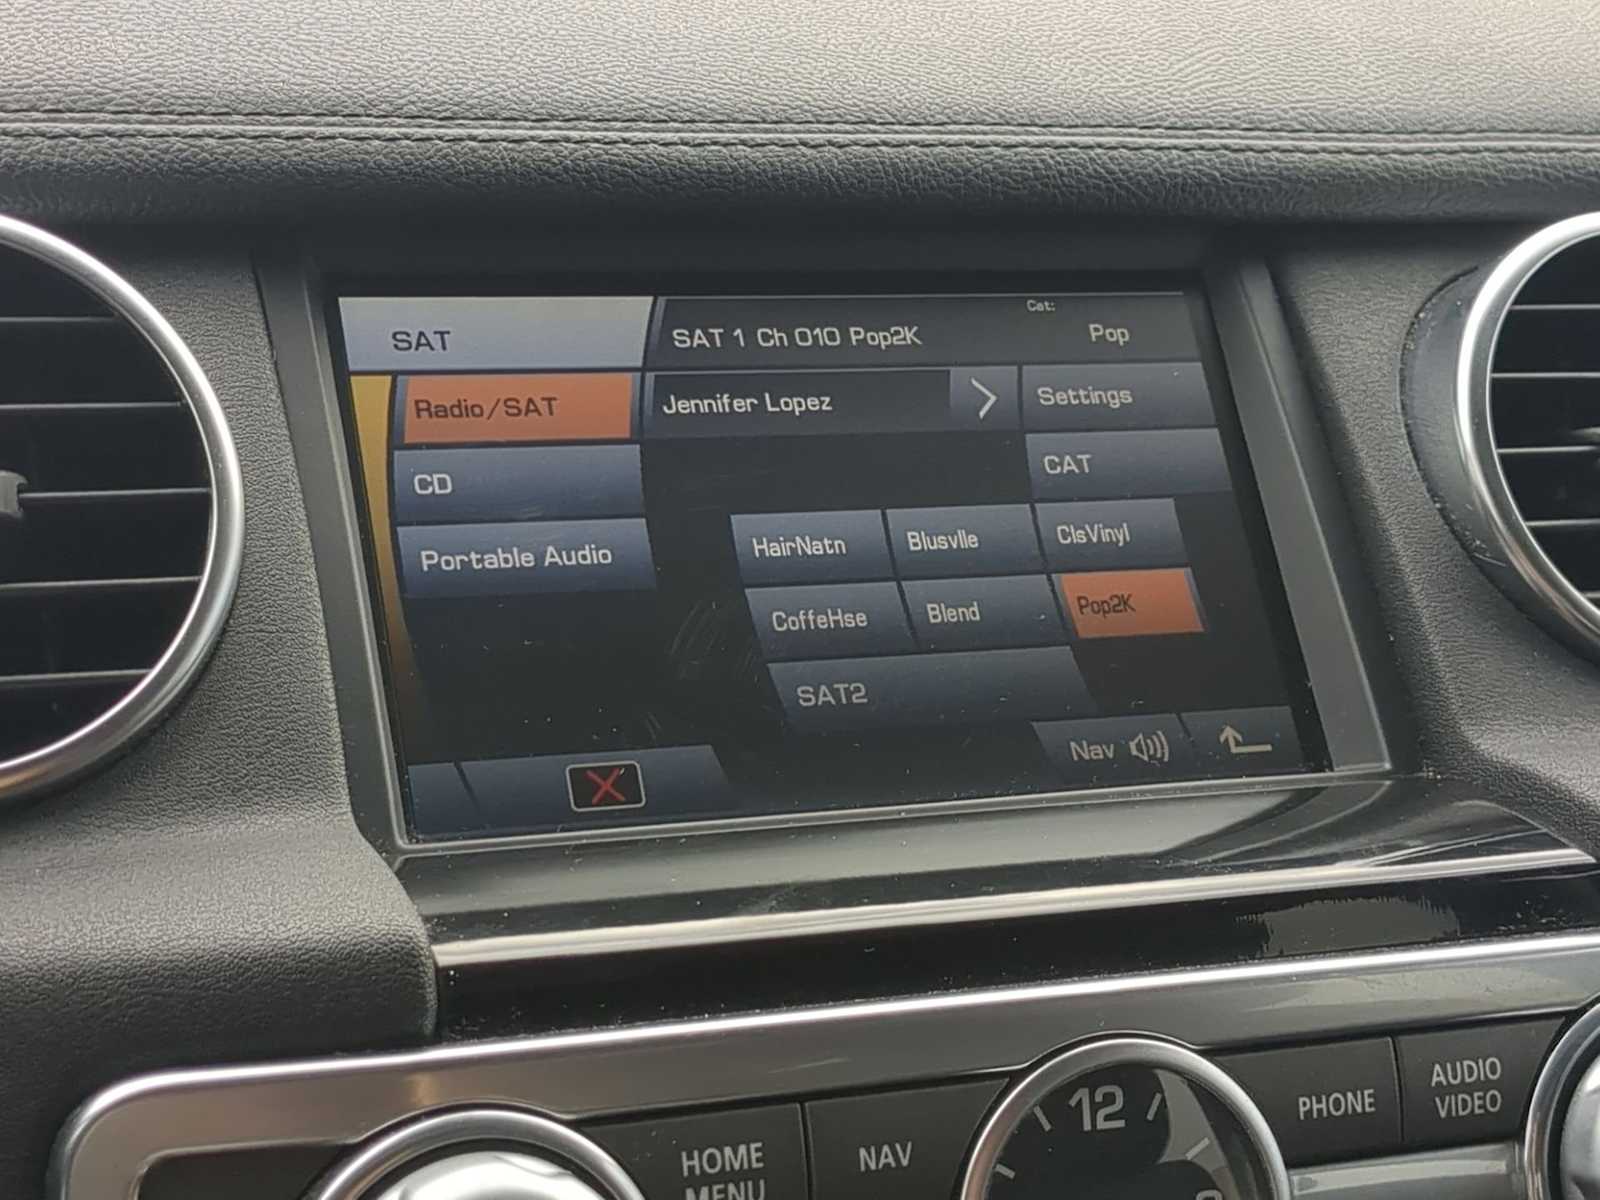 SAT
SAT 1 Ch 010 Pop2K
Cat:
Pop
Radio/SAT
Jennifer Lopez
Settings
CD
CAT
Portable Audio
HairNatn
Blusvlle
ClsVinyl
CoffeHse
Blend
Pop2K
SAT2
Nav
HOME
MENU
NAV
12
PHONE
AUDIO
VIDEO